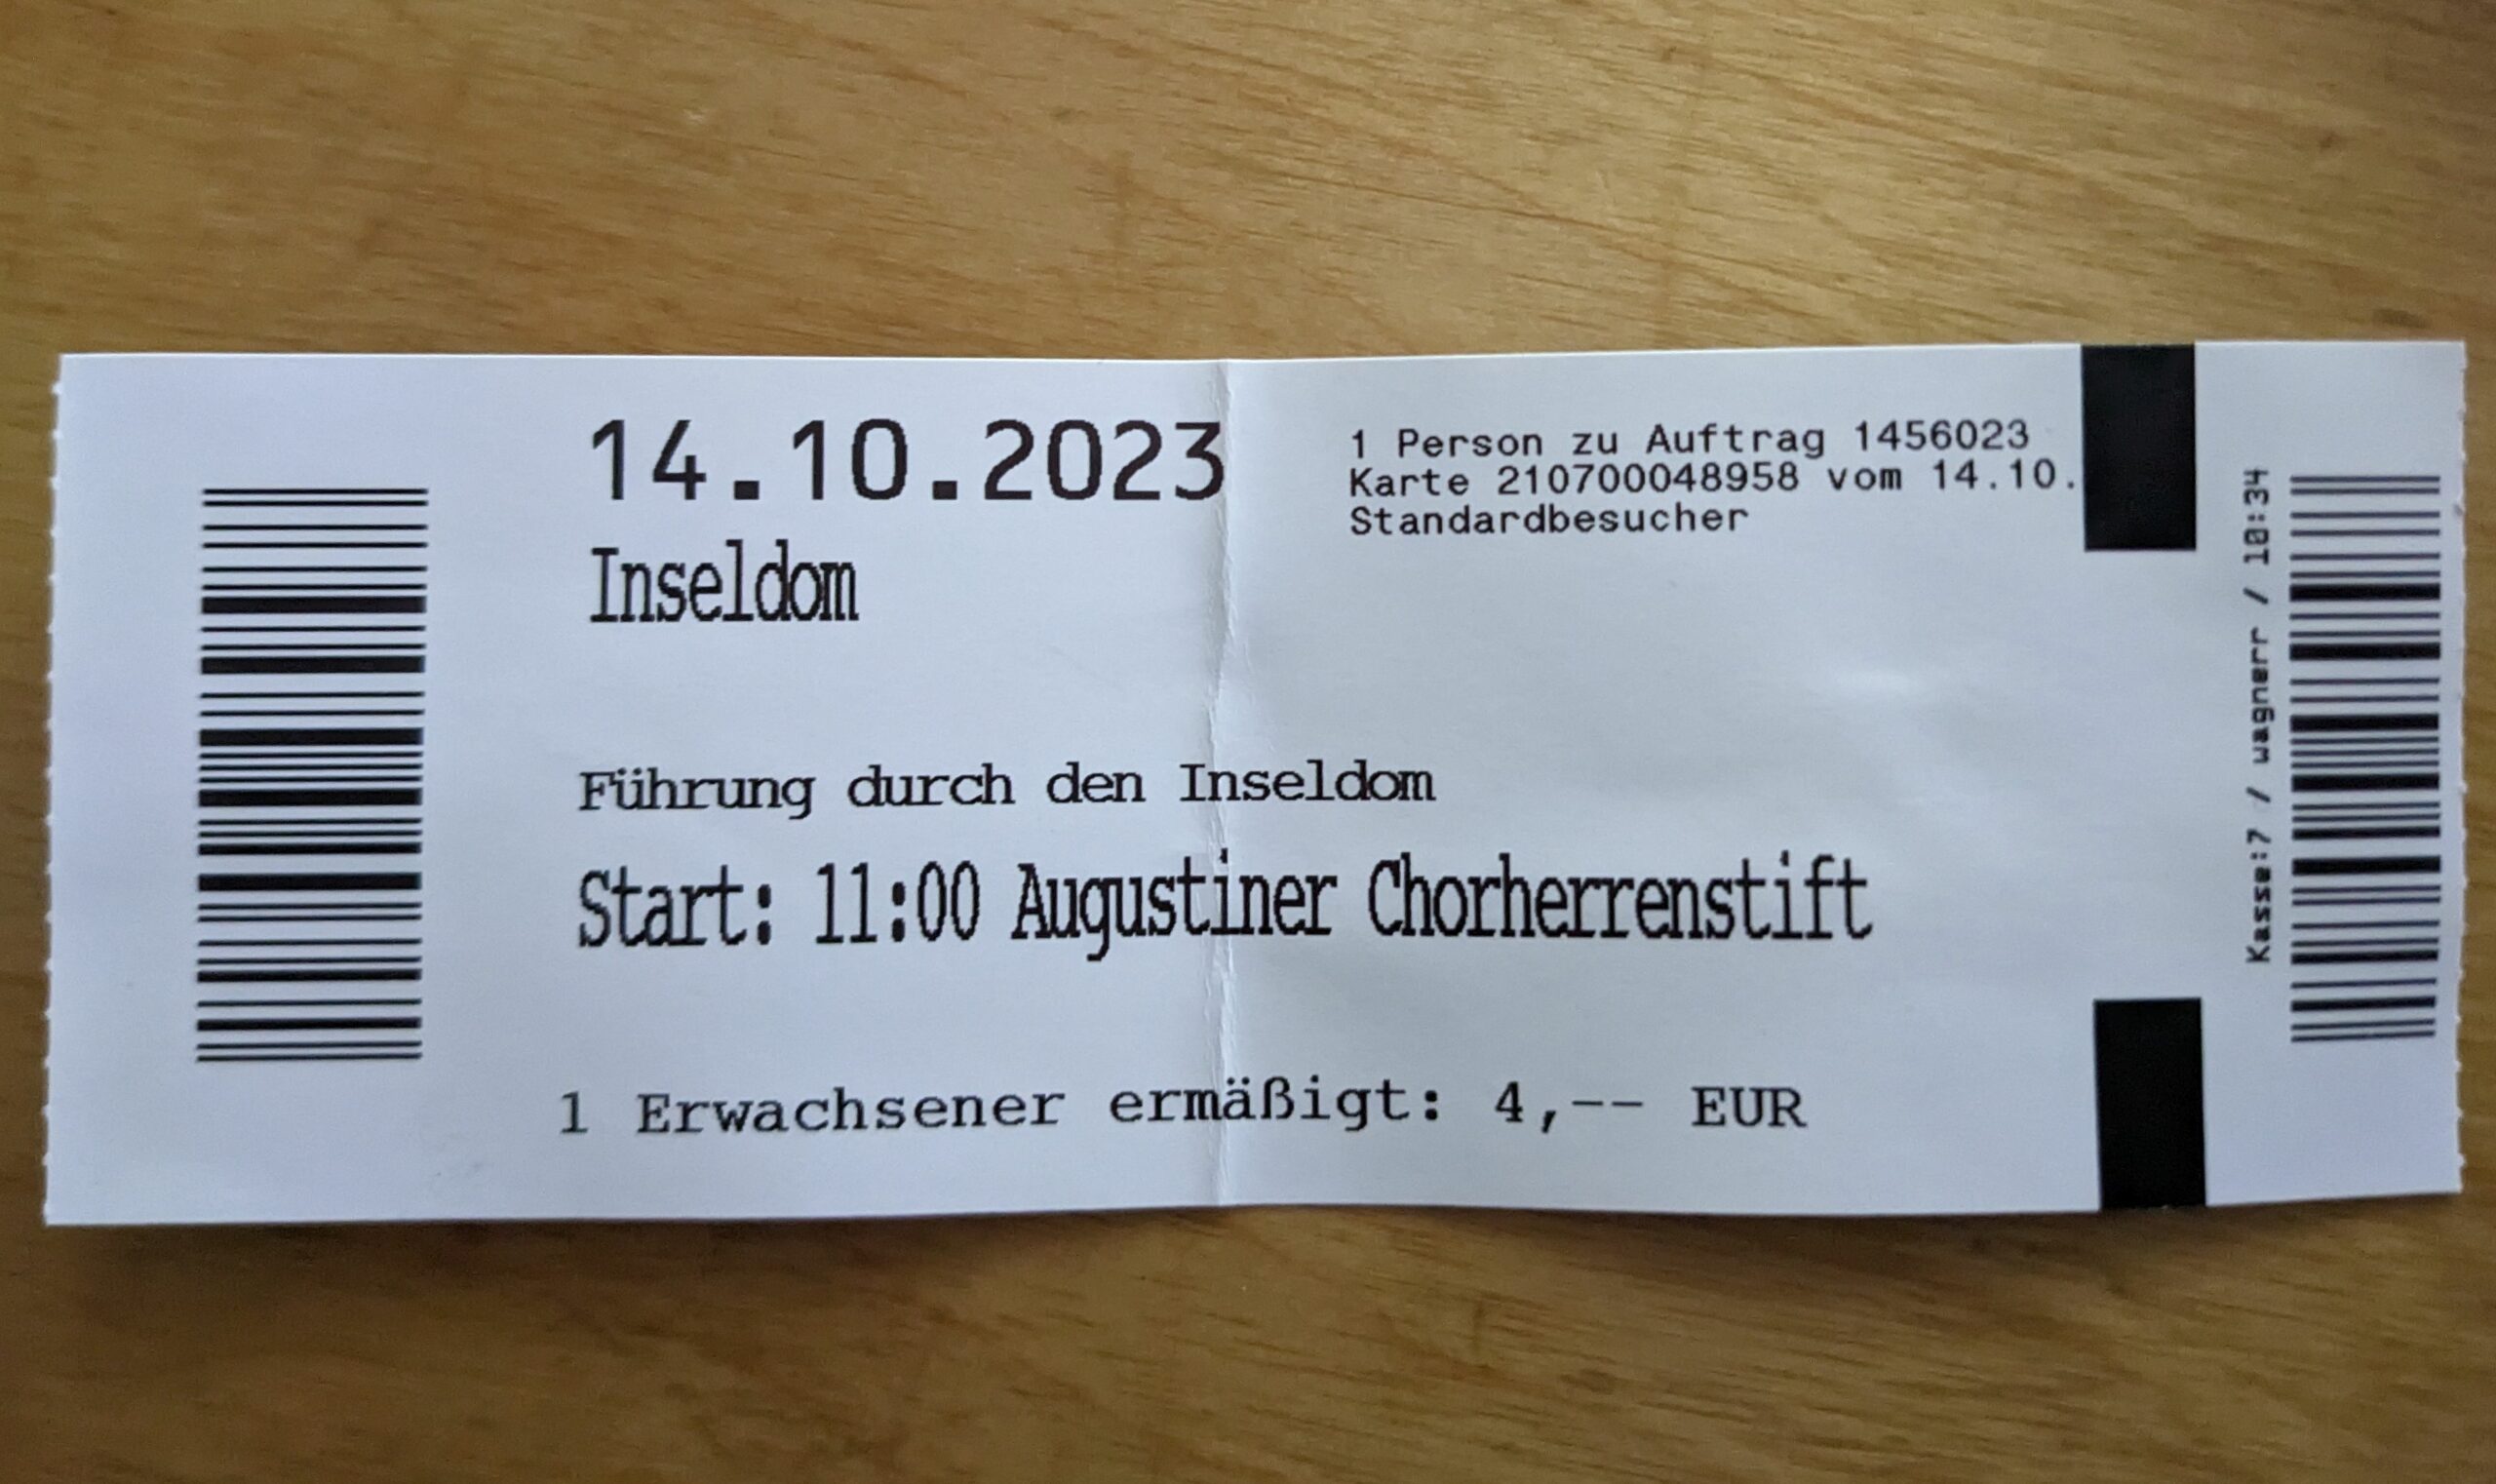 14.10.2023
Inseldom
1 Person zu Auftrag 1456023
Karte 210700048958 vom 14.10.
Standardbesucher
Führung durch den Inseldom
Start: 11:00 Augustiner Chorherrenstift
1 Erwachsener ermäßigt: 4,-- EUR
Kasse:7 / wagnerr / 10:34